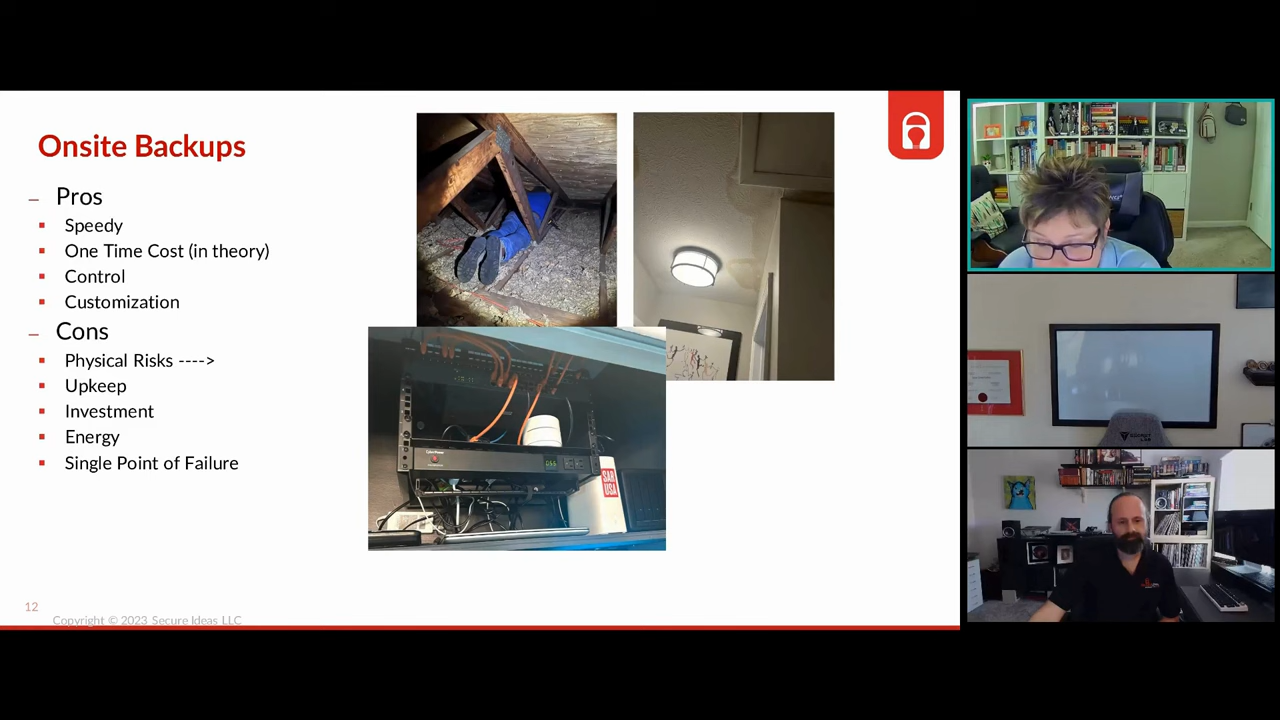 Onsite Backups
– Pros
▪ Speedy
▪ One Time Cost (in theory)
▪ Control
▪ Customization
– Cons
▪ Physical Risks ---->
▪ Upkeep
▪ Investment
▪ Energy
▪ Single Point of Failure
SAR
USA
12
Copyright © 2023 Secure Ideas LLC